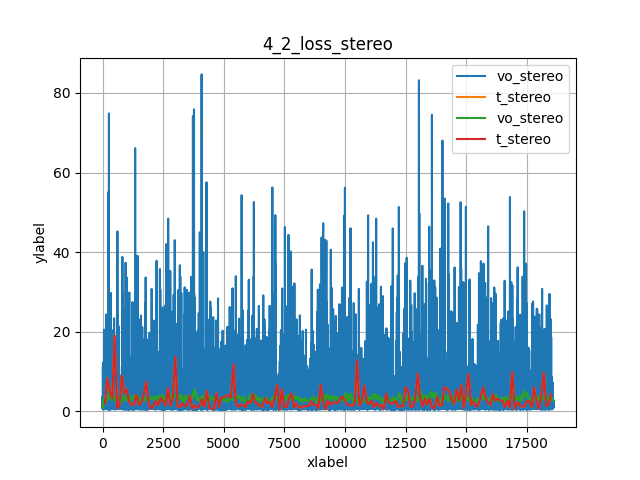 4_2_loss_stereo
vo_stereo
t_stereo
vo_stereo
t_stereo
ylabel
80
60
40
20
0
0 2500 5000 7500 10000 12500 15000 17500
xlabel